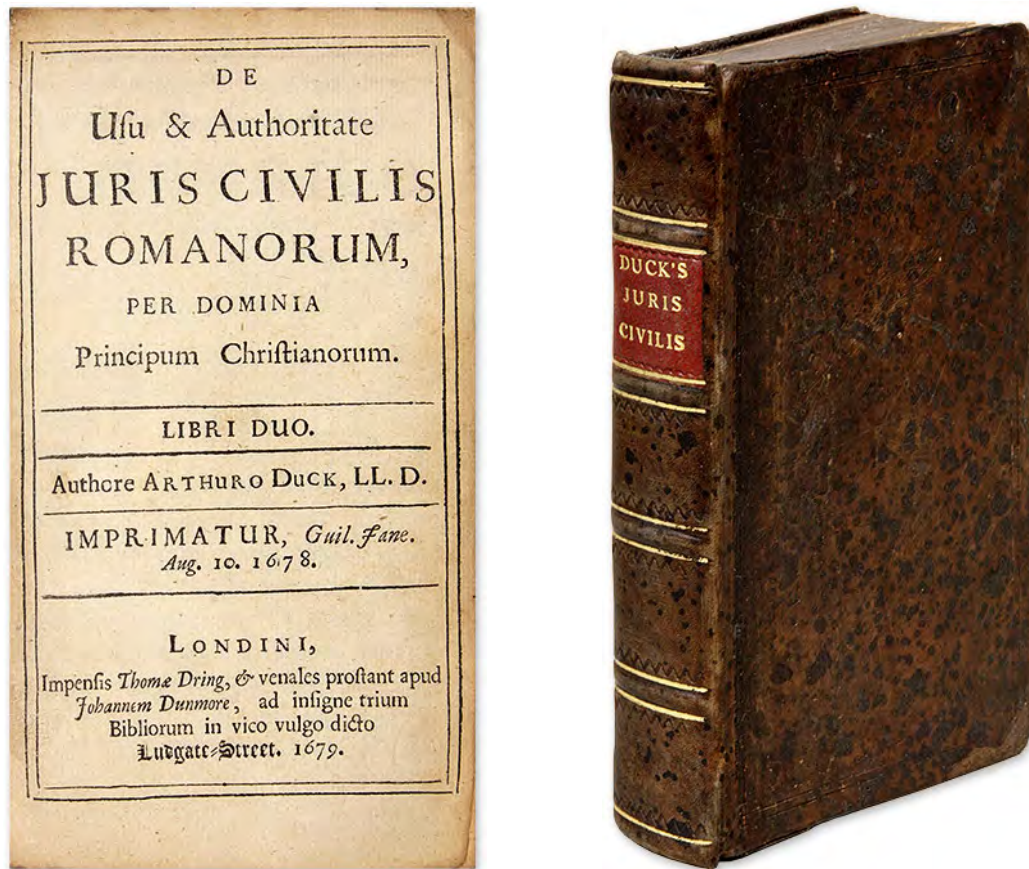 DE
Uſu & Authoritate
JURIS CIVILIS
ROMANORUM,
PER DOMINIA
Principum Chriſtianorum.
LIBRI DUO.
Authore ARTHURO DUCK, LL. D.
IMPRIMATUR, Guil. Jane.
Aug. 10. 1678.
LONDINI,
Impenſis Thomæ Dring, & venales proſtant apud
Johannem Dunmore, ad inſigne trium
Bibliorum in vico vulgo dicto
Ludgate-Street. 1679.
DUCK'S
JURIS
CIVILIS